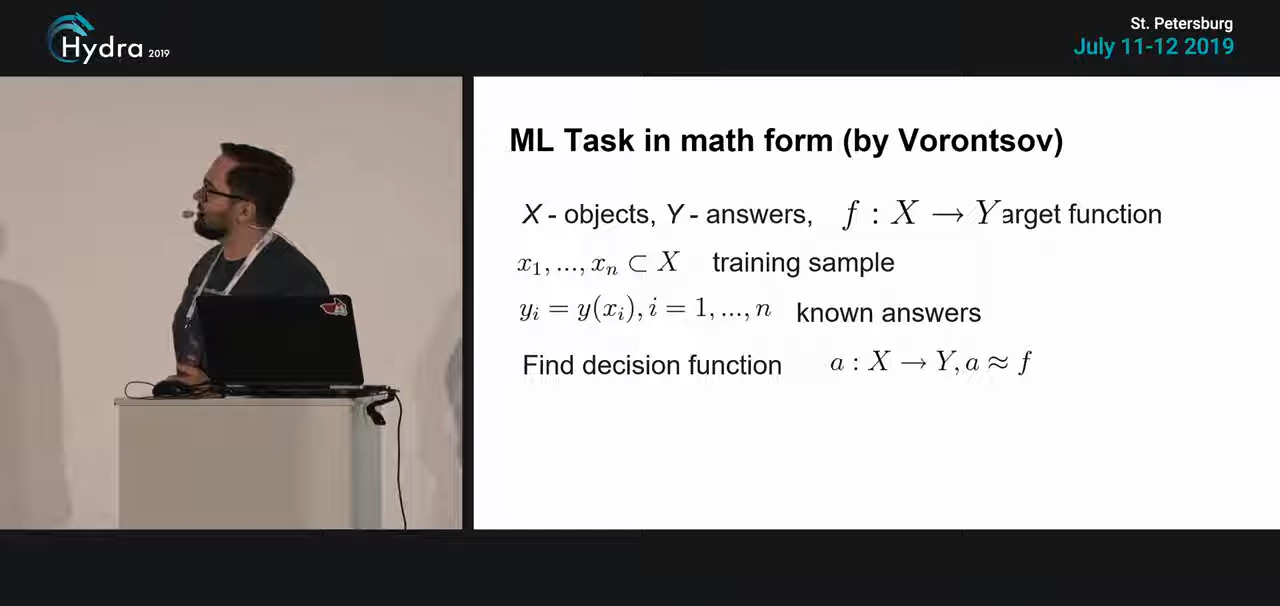 Hydra 2019
St. Petersburg
July 11-12 2019
ML Task in math form (by Vorontsov)
X - objects, Y - answers, f : X → Y arget function
x₁, ..., xₙ ⊂ X training sample
yᵢ = y(xᵢ), i = 1, ..., n known answers
Find decision function a : X → Y, a ≈ f